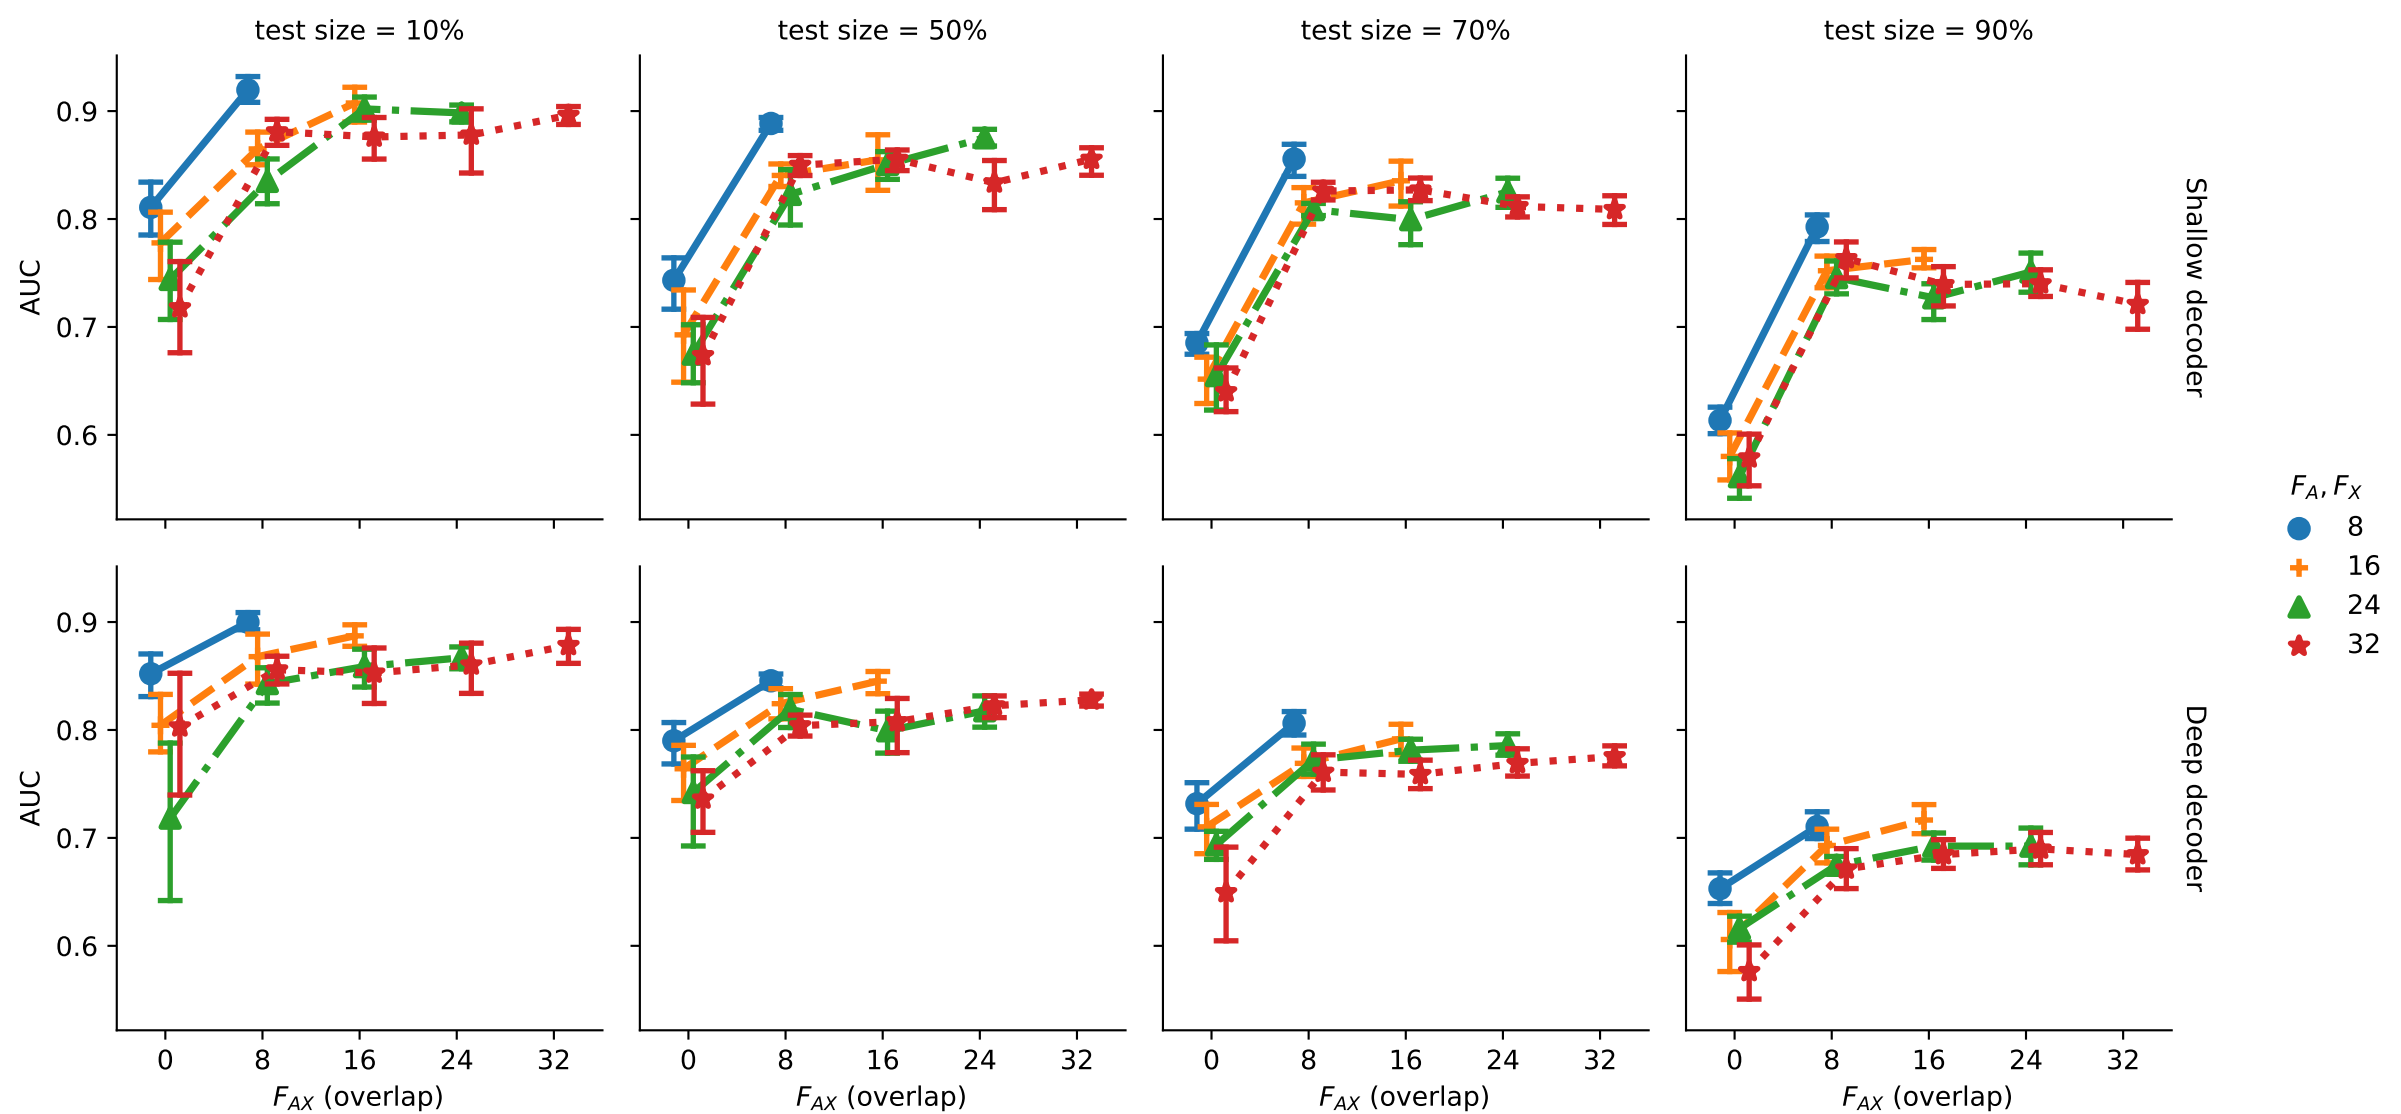 test size = 10%
test size = 50%
test size = 70%
test size = 90%
0.9
0.8
0.7
0.6
AUC
Shallow decoder
0.9
0.8
0.7
0.6
AUC
Deep decoder
0 8 16 24 32
0 8 16 24 32
0 8 16 24 32
0 8 16 24 32
F_AX (overlap)
F_AX (overlap)
F_AX (overlap)
F_AX (overlap)
F_A, F_X
8
16
24
32